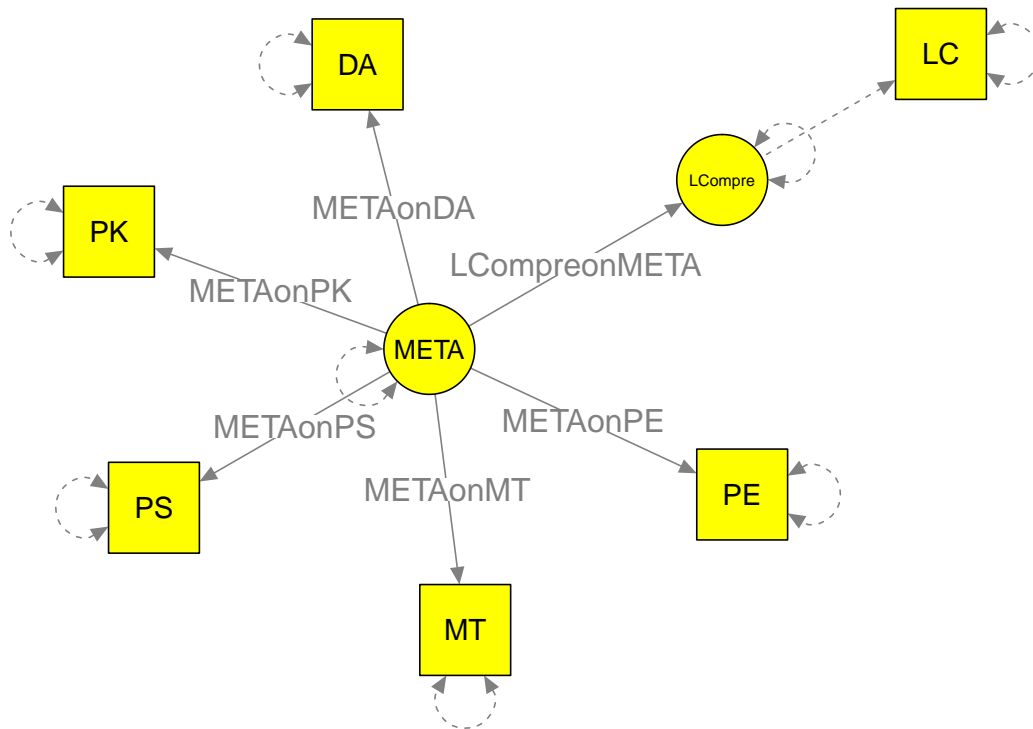 LC
DA
LCompre
METAonDA
PK
LCompreonMETA
METAonPK
META
METAonPE
METAonPS
METAonMT
PE
PS
MT